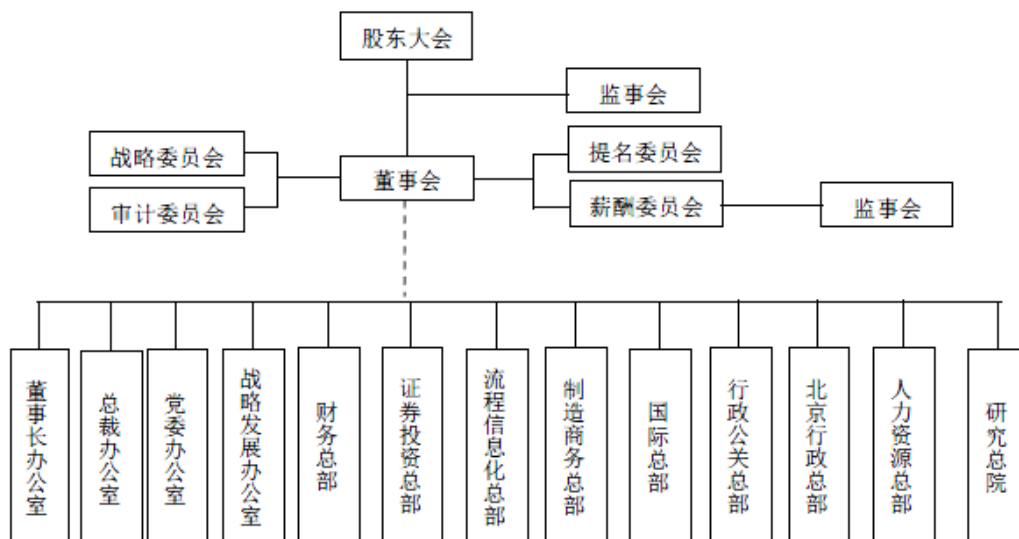 股东大会
监事会
战略委员会
提名委员会
董事会
审计委员会
薪酬委员会
监事会
董事长办公室
总裁办公室
党委办公室
战略发展办公室
财务总部
证券投资总部
流程信息化总部
制造商务总部
国际总部
行政公关总部
北京行政总部
人力资源总部
研究总院